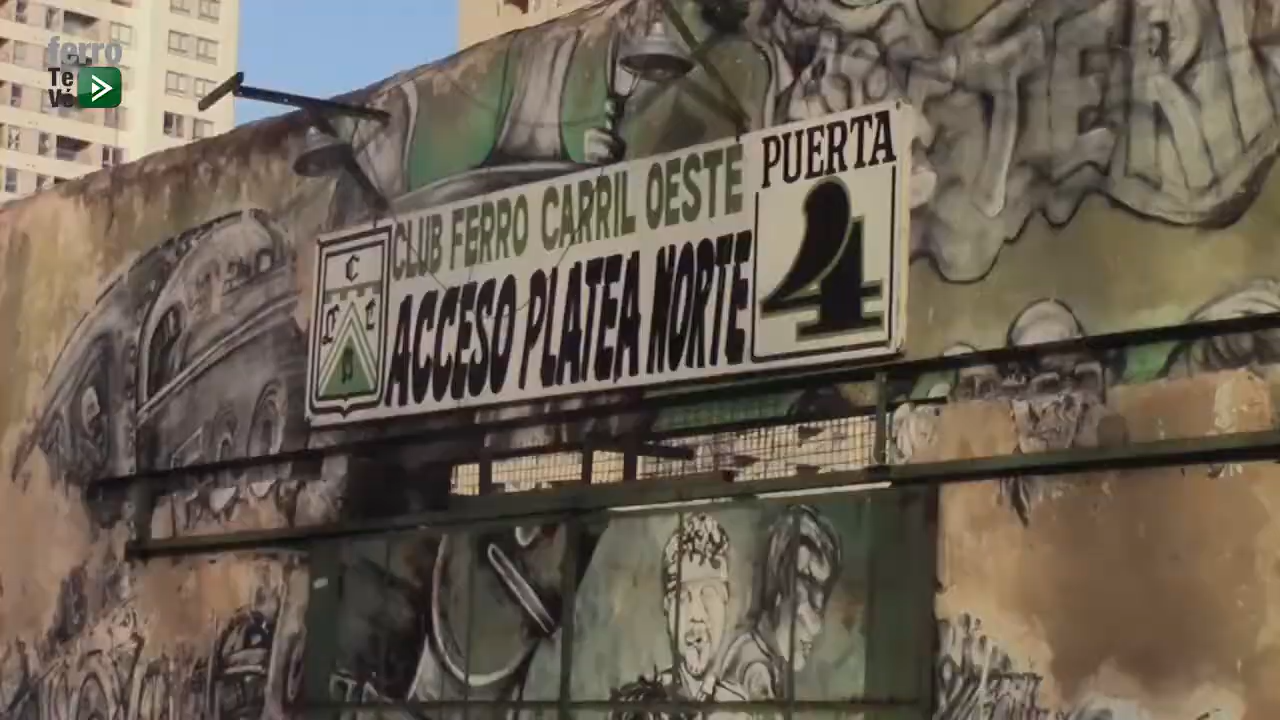 ferro
Te
Vé
CLUB FERRO CARRIL OESTE
ACCESO PLATEA NORTE
PUERTA
4